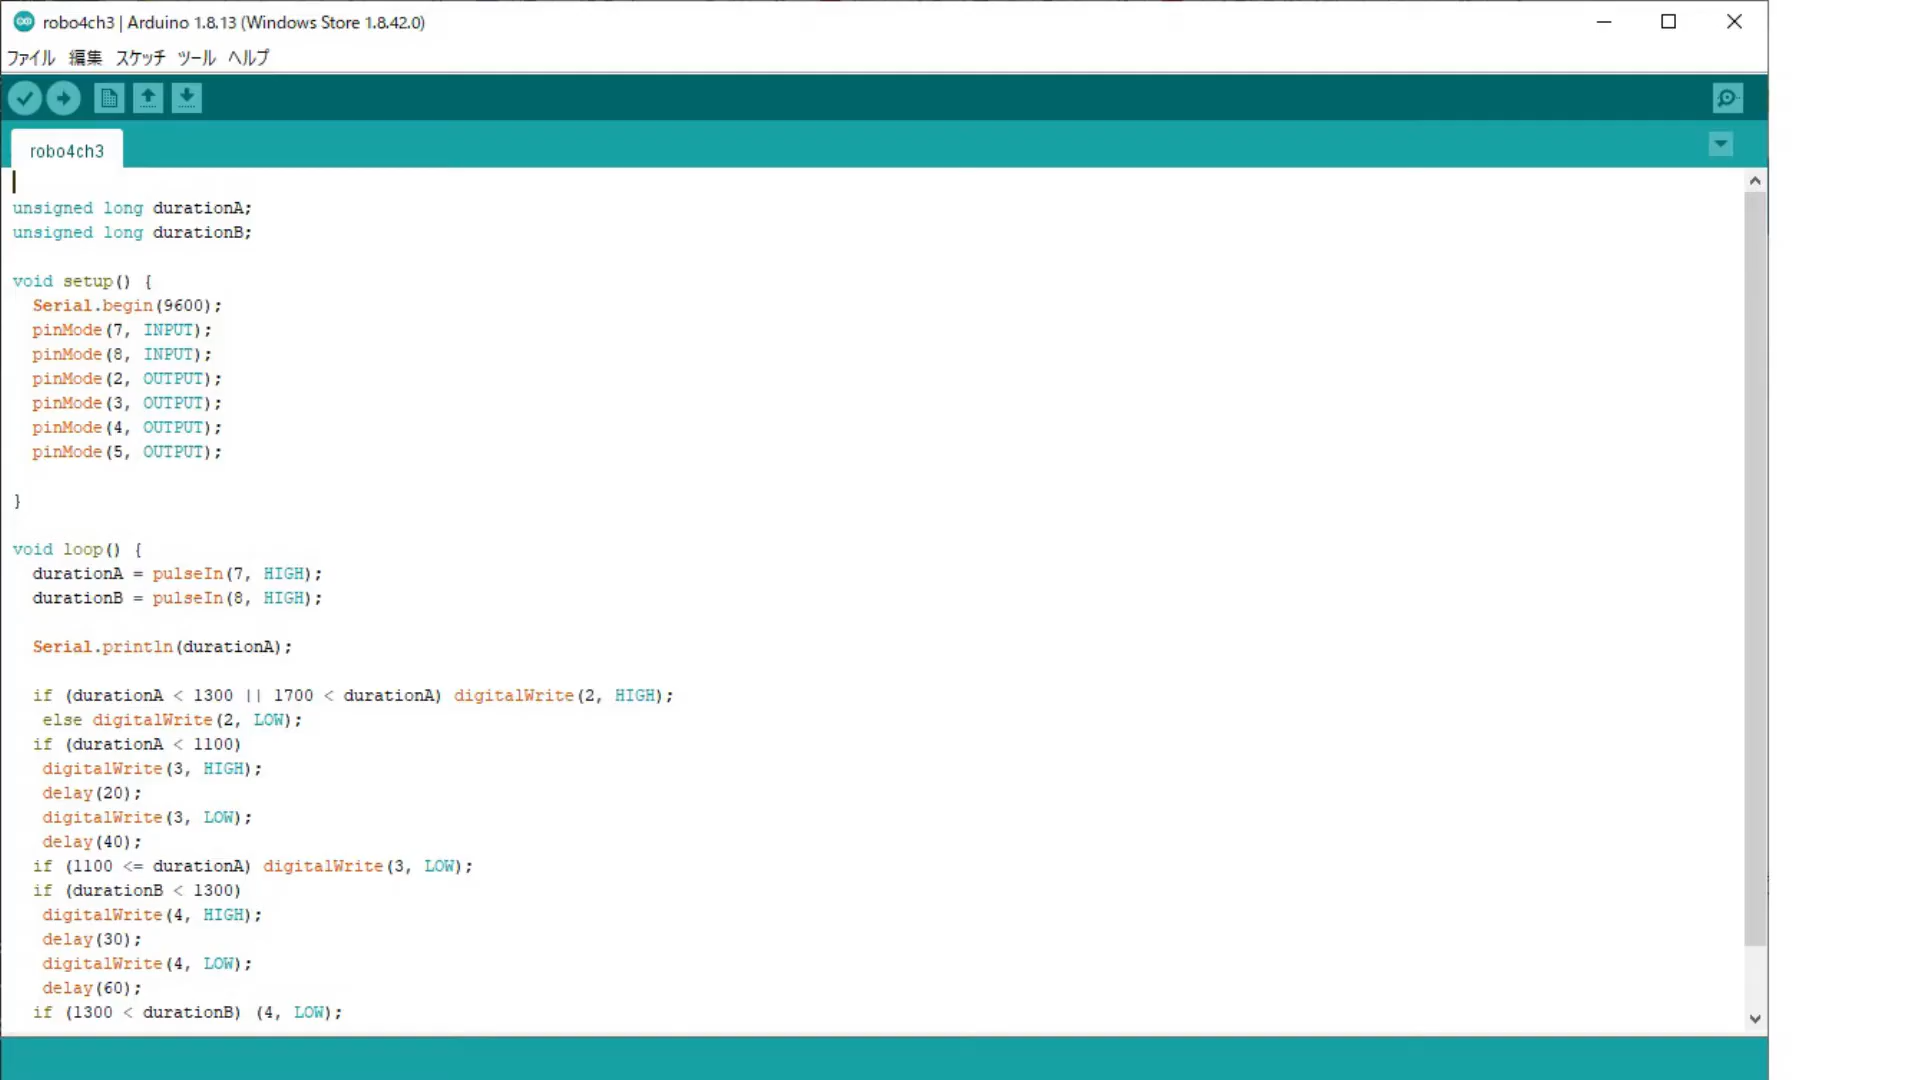 robo4ch3 | Arduino 1.8.13 (Windows Store 1.8.42.0)
ファイル 編集 スケッチ ツール ヘルプ
robo4ch3
unsigned long durationA;
unsigned long durationB;
void setup() {
  Serial.begin(9600);
  pinMode(7, INPUT);
  pinMode(8, INPUT);
  pinMode(2, OUTPUT);
  pinMode(3, OUTPUT);
  pinMode(4, OUTPUT);
  pinMode(5, OUTPUT);
}
void loop() {
  durationA = pulseIn(7, HIGH);
  durationB = pulseIn(8, HIGH);
  Serial.println(durationA);
  if (durationA < 1300 || 1700 < durationA) digitalWrite(2, HIGH);
   else digitalWrite(2, LOW);
  if (durationA < 1100)
   digitalWrite(3, HIGH);
   delay(20);
   digitalWrite(3, LOW);
   delay(40);
  if (1100 <= durationA) digitalWrite(3, LOW);
  if (durationB < 1300)
   digitalWrite(4, HIGH);
   delay(30);
   digitalWrite(4, LOW);
   delay(60);
  if (1300 < durationB) (4, LOW);